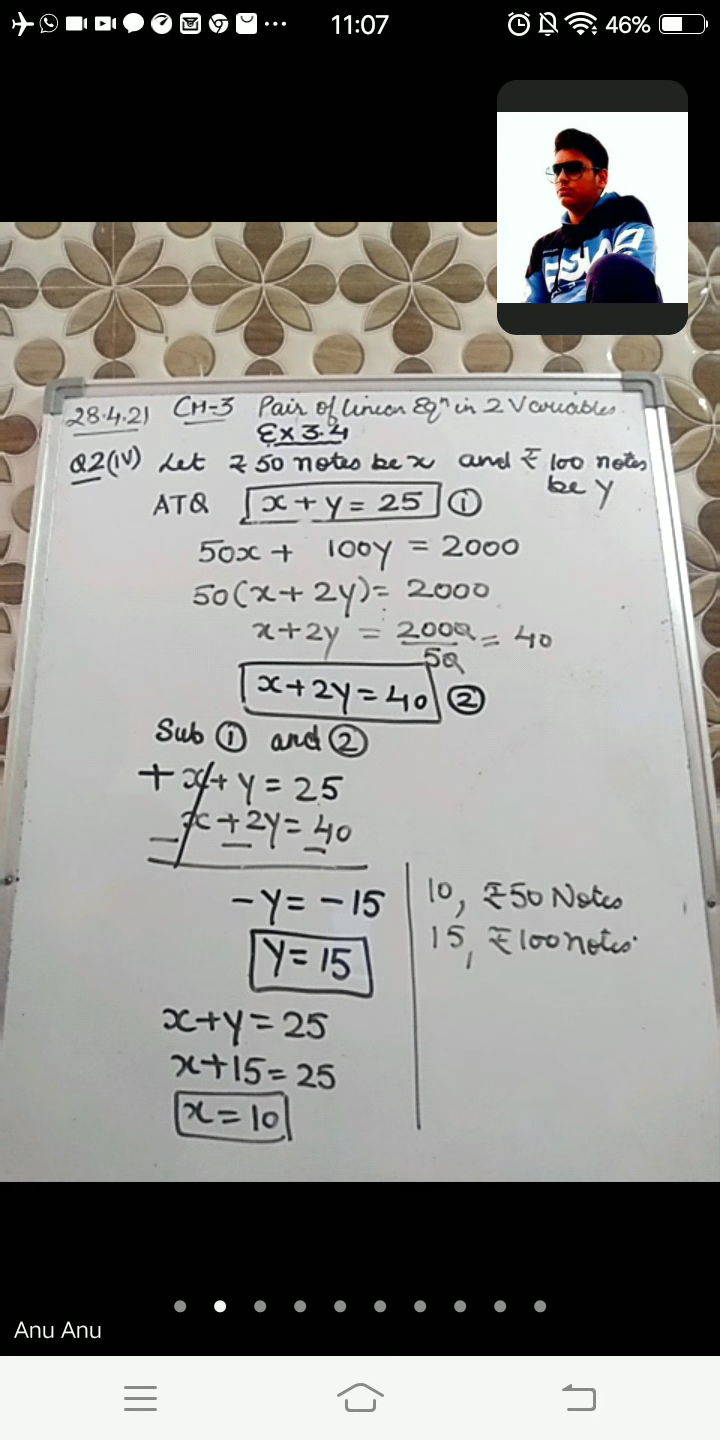 11:07
46%
28.4.21 CH-3 Pair of linear Eqⁿ in 2 Variables.
Ex 3.4
Q2(IV) Let ₹ 50 notes be x and ₹ 100 notes
be y
ATQ x + y = 25 ①
50x + 100y = 2000
50(x + 2y) = 2000
x + 2y = 2000/50 = 40
x + 2y = 40 ②
Sub ① and ②
+ x + y = 25
_ x + 2y = 40
- y = - 15
y = 15
x + y = 25
x + 15 = 25
x = 10
10, ₹ 50 Notes
15, ₹ 100 notes.
Anu Anu